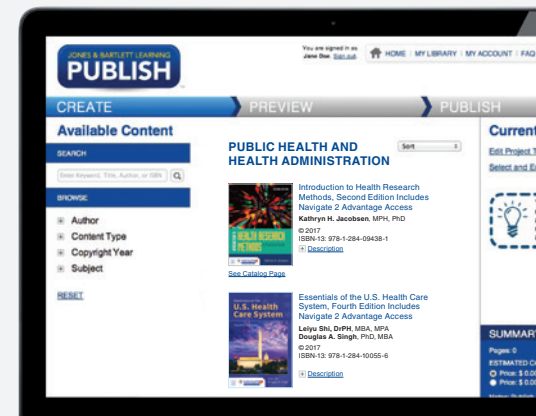 JONES & BARTLETT LEARNING
PUBLISH
You are signed in as
Jane Doe. Sign out
HOME | MY LIBRARY | MY ACCOUNT | FAQ
CREATE
PREVIEW
PUBLISH
Available Content
SEARCH
Enter Keyword, Title, Author, or ISBN
BROWSE
Author
Content Type
Copyright Year
Subject
RESET
PUBLIC HEALTH AND
HEALTH ADMINISTRATION
Sort
Introduction to Health Research
Methods, Second Edition Includes
Navigate 2 Advantage Access
Kathryn H. Jacobsen, MPH, PhD
© 2017
ISBN-13: 978-1-284-09438-1
Description
HEALTH RESEARCH
METHODS
See Catalog Page
Essentials of the U.S. Health Care
System, Fourth Edition Includes
Navigate 2 Advantage Access
Leiyu Shi, DrPH, MBA, MPA
Douglas A. Singh, PhD, MBA
© 2017
ISBN-13: 978-1-284-10055-6
Description
U.S. Health
Care System
Current
Edit Project T
Select and E
SUMMARY
Pages: 0
ESTIMATED CO
Price: $ 0.00
Price: $ 0.00